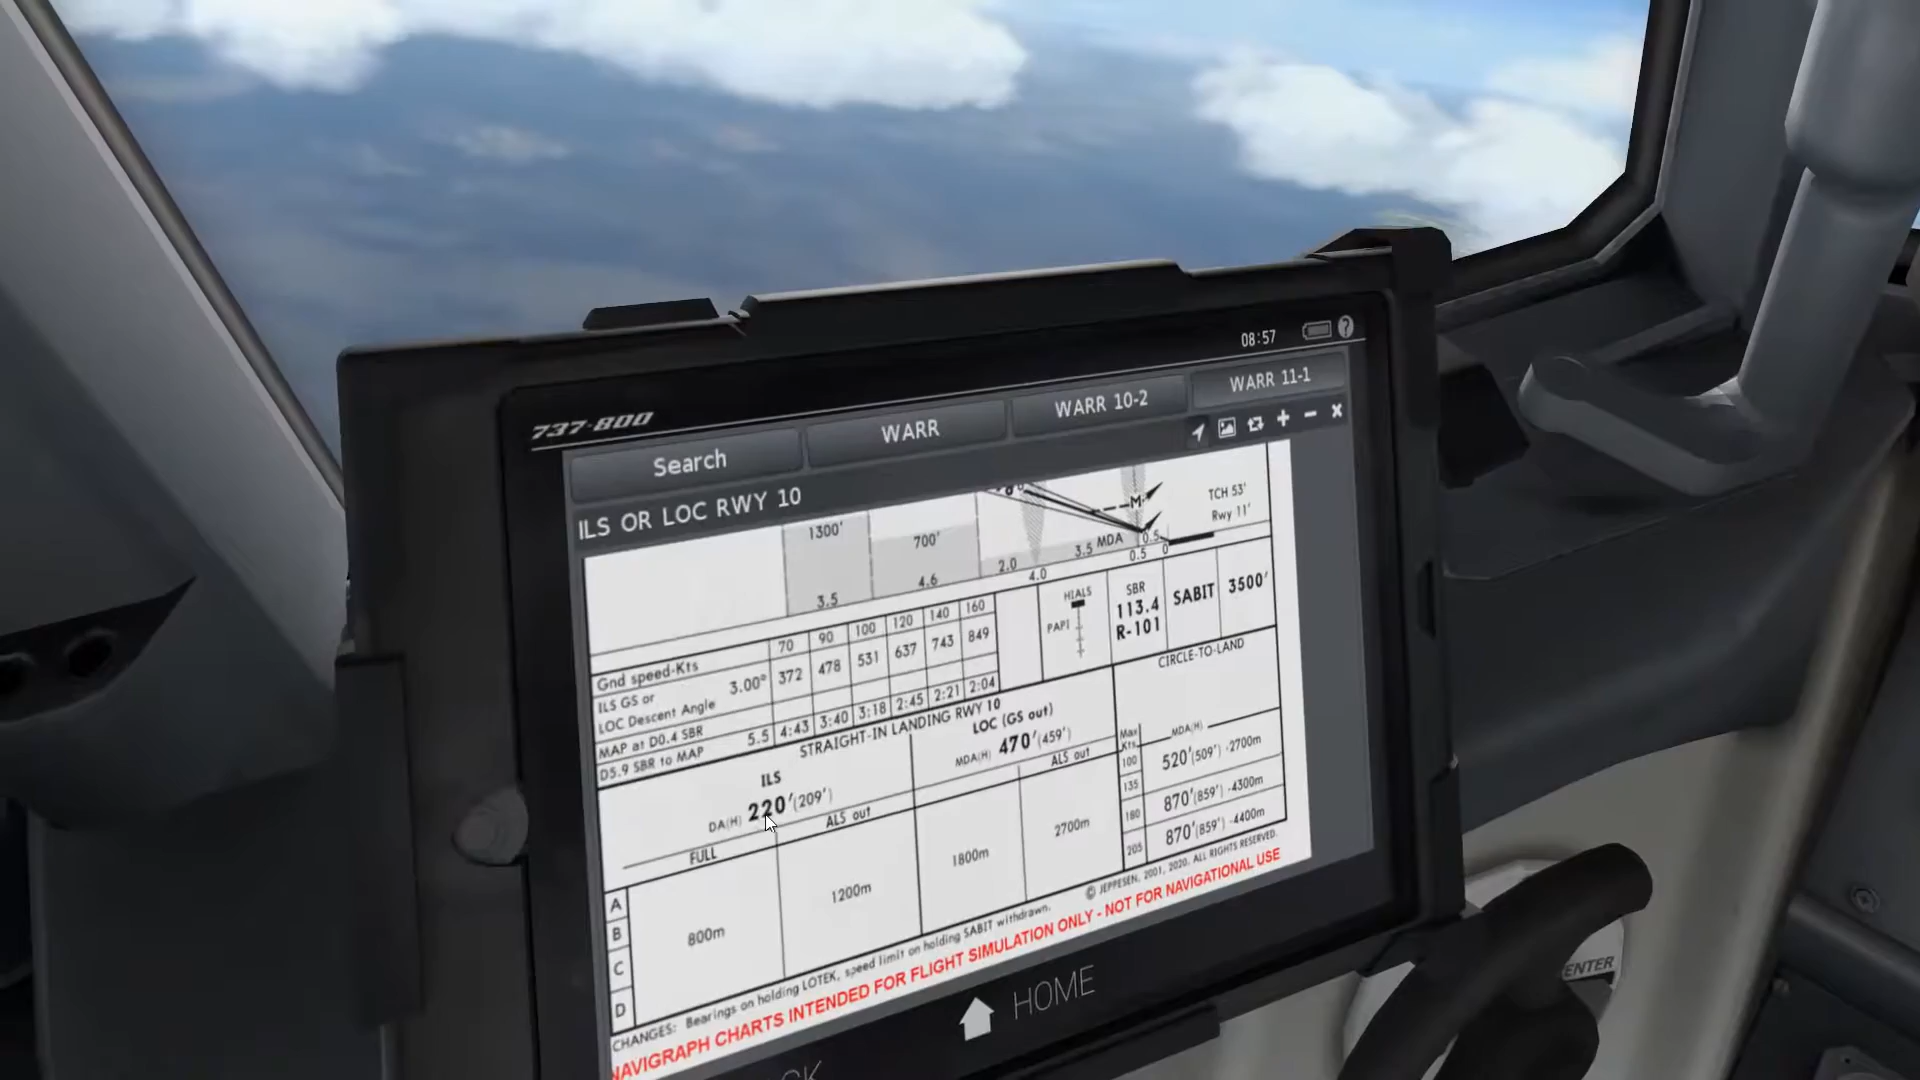 08:57
737-800
Search
WARR
WARR 10-2
WARR 11-1
ILS OR LOC RWY 10
1300'
700'
M
TCH 53'
Rwy 11'
3.5
4.6
2.0
3.5
MDA
0.5
4.0
0.5
0
Gnd speed-Kts
70 90 100 120 140 160
ILS GS or
LOC Descent Angle
3.00° 372 478 531 637 743 849
MAP at D0.4 SBR
D5.9 SBR to MAP
5.5 4:43 3:40 3:18 2:45 2:21 2:04
HIALS
PAPI
SBR
113.4
R-101
SABIT
3500'
STRAIGHT-IN LANDING RWY 10
CIRCLE-TO-LAND
ILS
LOC (GS out)
DA(H) 220'(209')
MDA(H) 470'(459')
FULL
ALS out
ALS out
Max
Kts
MDA(H)
100 520'(509') -2700m
135 870'(859') -4300m
180 870'(859') -4400m
205
A
B
C
D
800m
1200m
1800m
2700m
CHANGES: Bearings on holding LOTEK, speed limit on holding SABIT withdrawn.
© JEPPESEN, 2001, 2020. ALL RIGHTS RESERVED.
NAVIGRAPH CHARTS INTENDED FOR FLIGHT SIMULATION ONLY - NOT FOR NAVIGATIONAL USE
HOME
ENTER